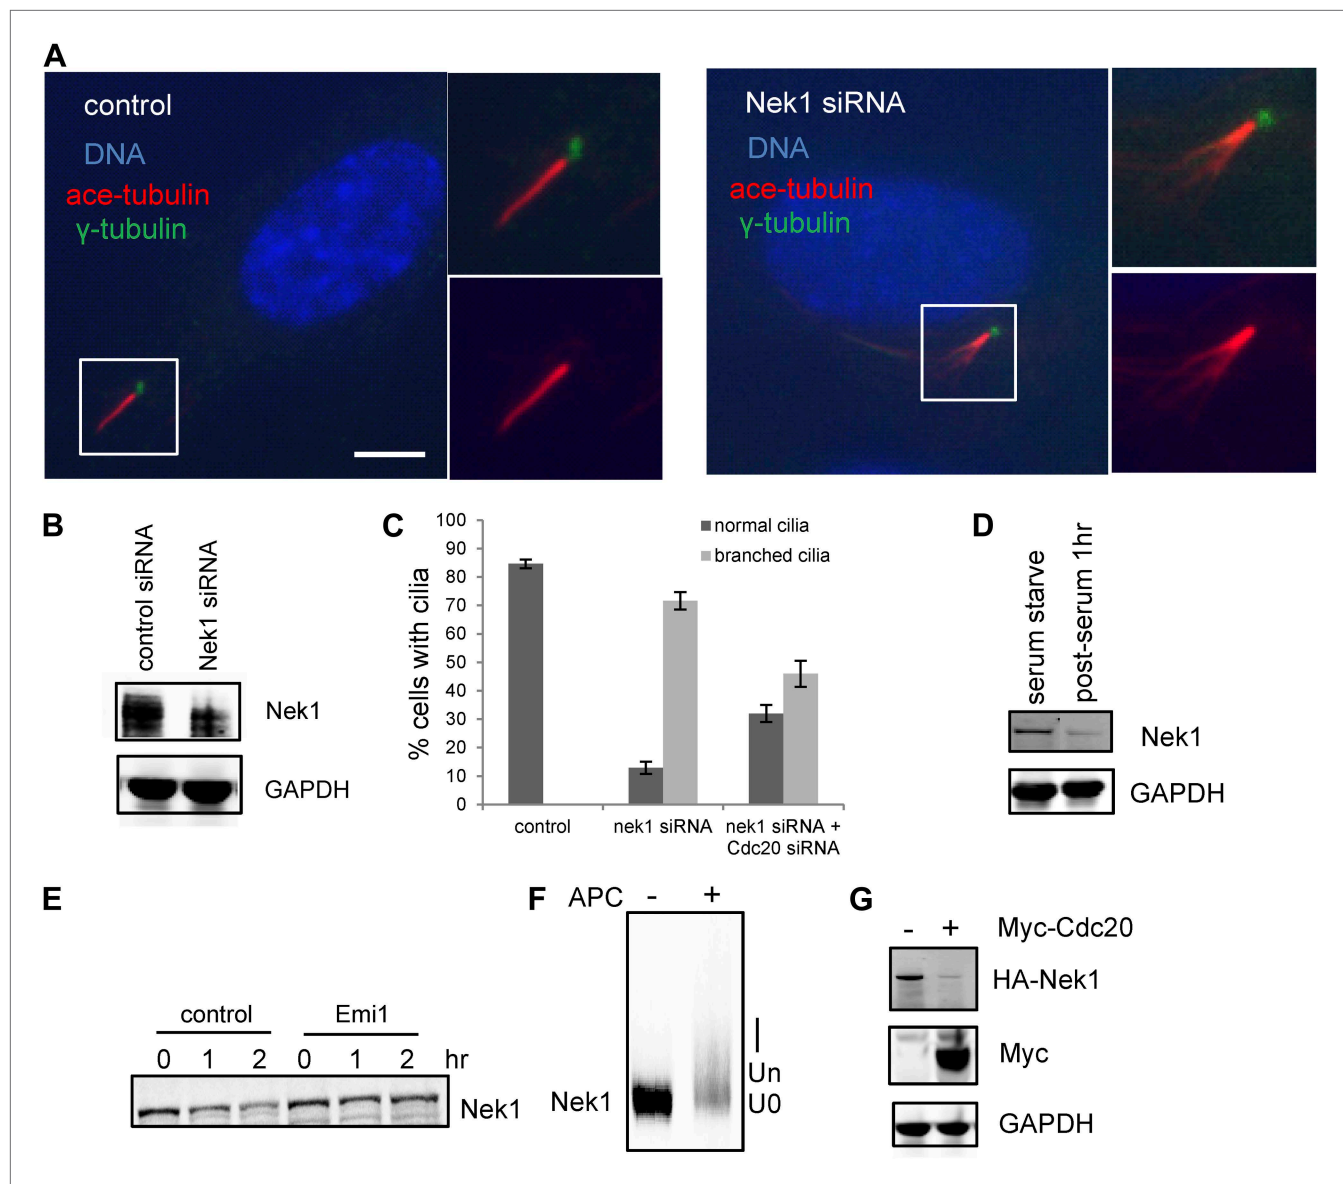 A
control
DNA
ace-tubulin
γ-tubulin
Nek1 siRNA
DNA
ace-tubulin
γ-tubulin
B
control siRNA
Nek1 siRNA
Nek1
GAPDH
C
% cells with cilia
100
90
80
70
60
50
40
30
20
10
0
normal cilia
branched cilia
control
nek1 siRNA
nek1 siRNA +
Cdc20 siRNA
D
serum starve
post-serum 1hr
Nek1
GAPDH
E
control Emi1
0 1 2 0 1 2 hr
Nek1
F
APC - +
Nek1
Un
U0
G
- + Myc-Cdc20
HA-Nek1
Myc
GAPDH